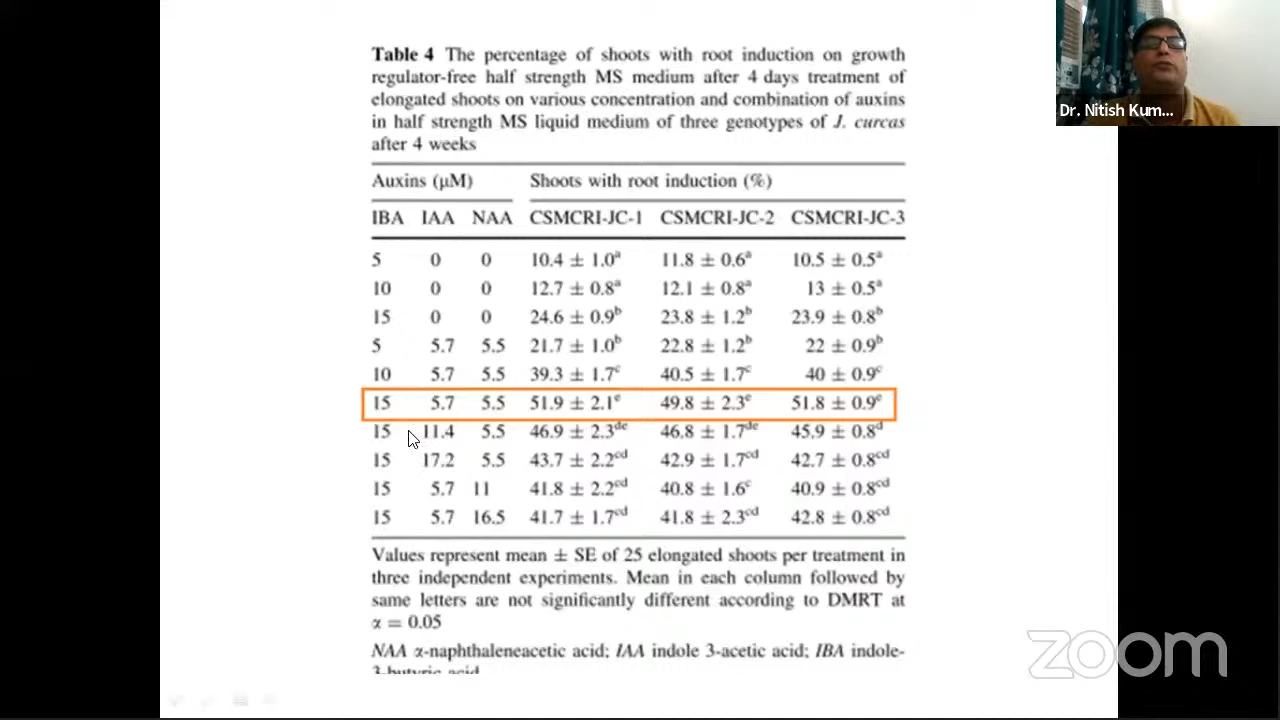 Table 4 The percentage of shoots with root induction on growth
regulator-free half strength MS medium after 4 days treatment of
elongated shoots on various concentration and combination of auxins
in half strength MS liquid medium of three genotypes of J. curcas
after 4 weeks
Auxins (μM) Shoots with root induction (%)
IBA IAA NAA CSMCRI-JC-1 CSMCRI-JC-2 CSMCRI-JC-3
5 0 0 10.4 ± 1.0ᵃ 11.8 ± 0.6ᵃ 10.5 ± 0.5ᵃ
10 0 0 12.7 ± 0.8ᵃ 12.1 ± 0.8ᵃ 13 ± 0.5ᵃ
15 0 0 24.6 ± 0.9ᵇ 23.8 ± 1.2ᵇ 23.9 ± 0.8ᵇ
5 5.7 5.5 21.7 ± 1.0ᵇ 22.8 ± 1.2ᵇ 22 ± 0.9ᵇ
10 5.7 5.5 39.3 ± 1.7ᶜ 40.5 ± 1.7ᶜ 40 ± 0.9ᶜ
15 5.7 5.5 51.9 ± 2.1ᵉ 49.8 ± 2.3ᵉ 51.8 ± 0.9ᵉ
15 11.4 5.5 46.9 ± 2.3ᵈᵉ 46.8 ± 1.7ᵈᵉ 45.9 ± 0.8ᵈ
15 17.2 5.5 43.7 ± 2.2ᶜᵈ 42.9 ± 1.7ᶜᵈ 42.7 ± 0.8ᶜᵈ
15 5.7 11 41.8 ± 2.2ᶜᵈ 40.8 ± 1.6ᶜ 40.9 ± 0.8ᶜᵈ
15 5.7 16.5 41.7 ± 1.7ᶜᵈ 41.8 ± 2.3ᶜᵈ 42.8 ± 0.8ᶜᵈ
Values represent mean ± SE of 25 elongated shoots per treatment in
three independent experiments. Mean in each column followed by
same letters are not significantly different according to DMRT at
α = 0.05
NAA α-naphthaleneacetic acid; IAA indole 3-acetic acid; IBA indole-
3-butyric acid
Dr. Nitish Kum...
zoom